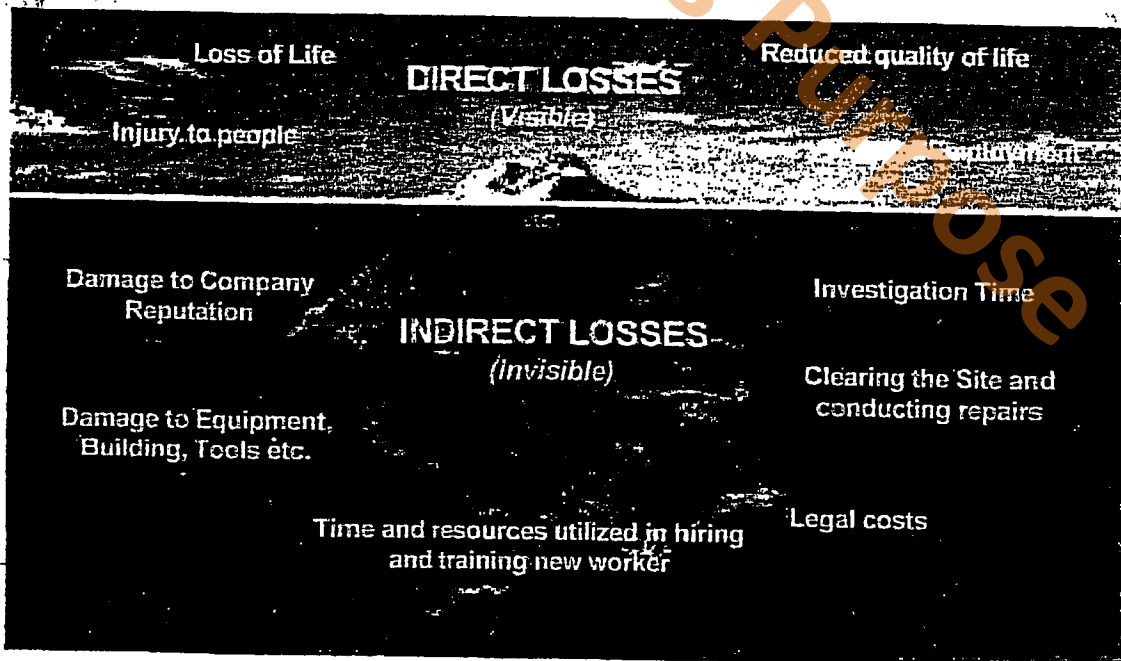 Loss of Life
DIRECT LOSSES
(Visible)
Reduced quality of life
Injury to people
Damage to Company
Reputation
INDIRECT LOSSES
(Invisible)
Investigation Time
Clearing the Site and
conducting repairs
Damage to Equipment,
Building, Tools etc.
Time and resources utilized in hiring
and training new worker
Legal costs
Purpose